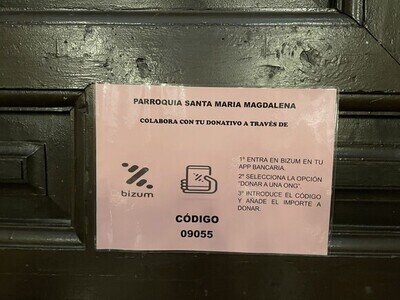 PARROQUIA SANTA MARIA MAGDALENA
COLABORA CON TU DONATIVO A TRAVÉS DE
bizum
1º ENTRA EN BIZUM EN TU
APP BANCARIA.
2º SELECCIONA LA OPCIÓN
"DONAR A UNA ONG".
3º INTRODUCE EL CÓDIGO
Y AÑADE EL IMPORTE A
DONAR.
CÓDIGO
09055